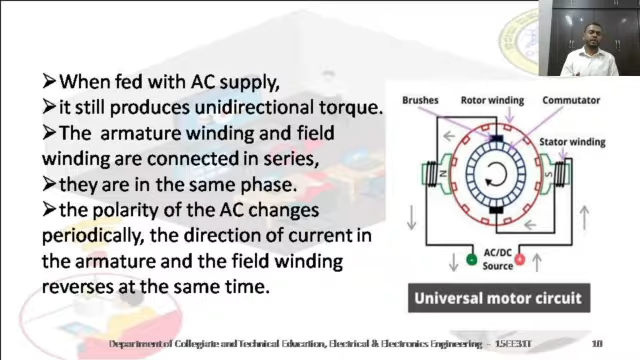 ➢When fed with AC supply,
➢it still produces unidirectional torque.
➢The armature winding and field
winding are connected in series,
➢they are in the same phase.
➢the polarity of the AC changes
periodically, the direction of current in
the armature and the field winding
reverses at the same time.
Brushes Rotor winding Commutator
Stator winding
N S
AC/DC
Source
Universal motor circuit
Department of Collegiate and Technical Education, Electrical & Electronics Engineering - 15EE31T 10